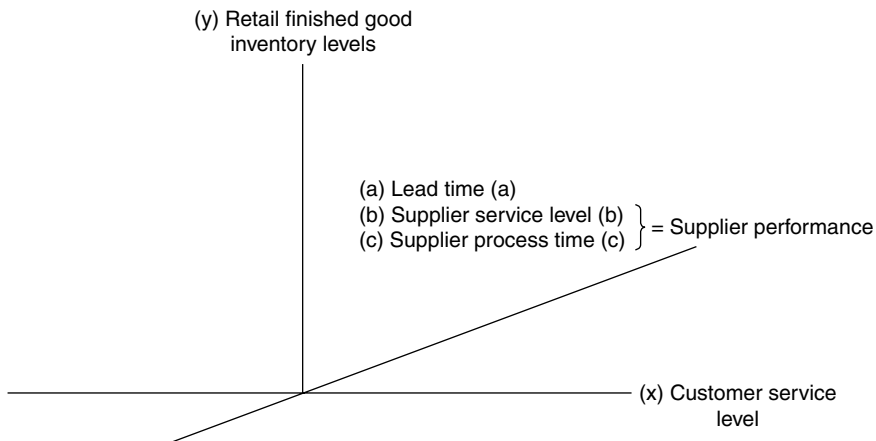 (y) Retail finished good
inventory levels
(a) Lead time (a)
(b) Supplier service level (b)
(c) Supplier process time (c)
= Supplier performance
(x) Customer service
level